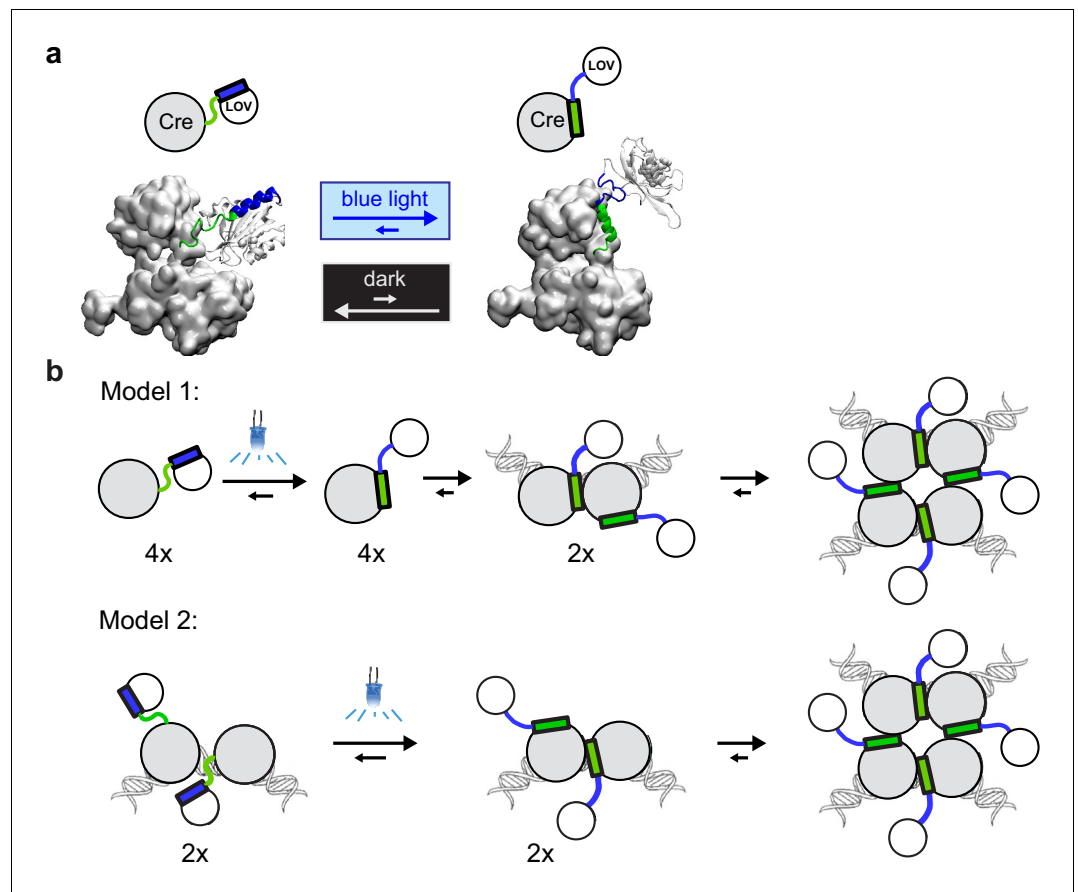 a
LOV
Cre
LOV
Cre
blue light
dark
b
Model 1:
4x
4x
2x
Model 2:
2x
2x